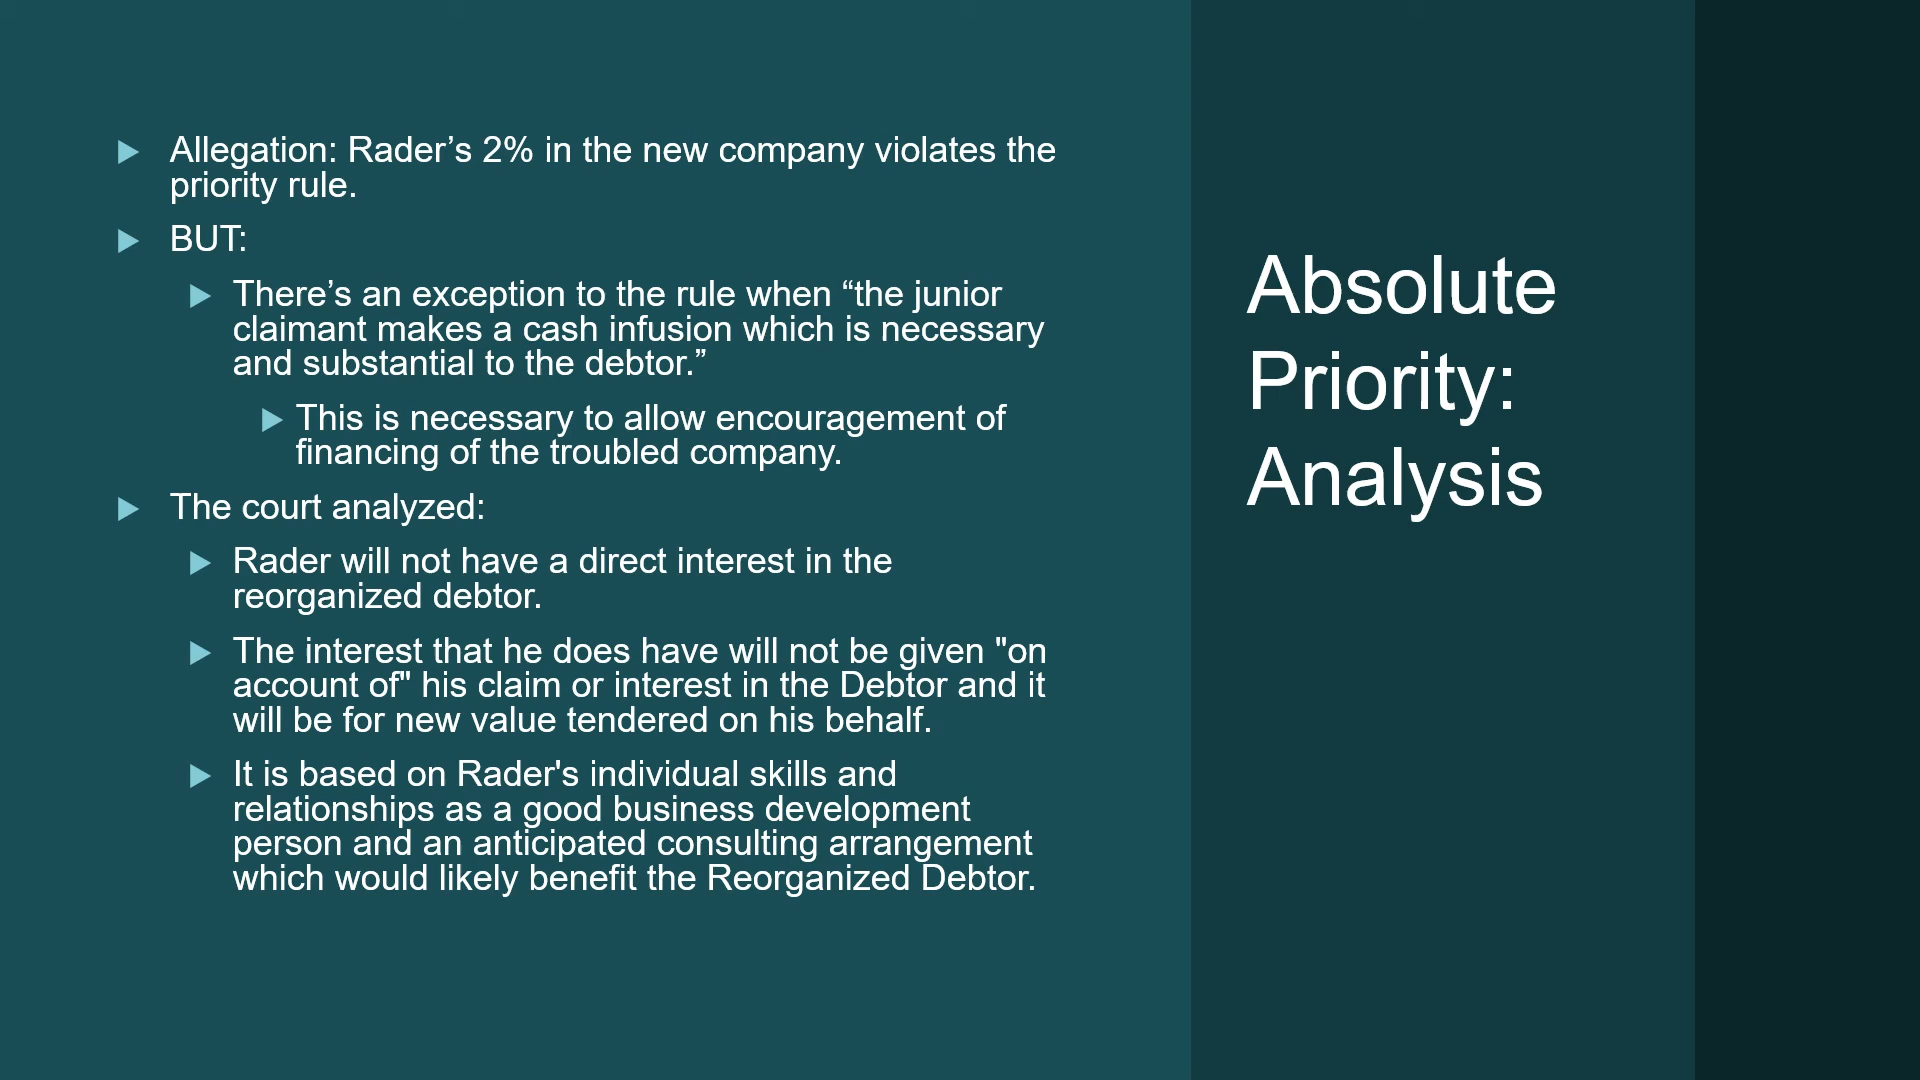 Allegation: Rader’s 2% in the new company violates the
priority rule.
BUT:
There’s an exception to the rule when “the junior
claimant makes a cash infusion which is necessary
and substantial to the debtor.”
This is necessary to allow encouragement of
financing of the troubled company.
The court analyzed:
Rader will not have a direct interest in the
reorganized debtor.
The interest that he does have will not be given "on
account of" his claim or interest in the Debtor and it
will be for new value tendered on his behalf.
It is based on Rader's individual skills and
relationships as a good business development
person and an anticipated consulting arrangement
which would likely benefit the Reorganized Debtor.
Absolute
Priority:
Analysis